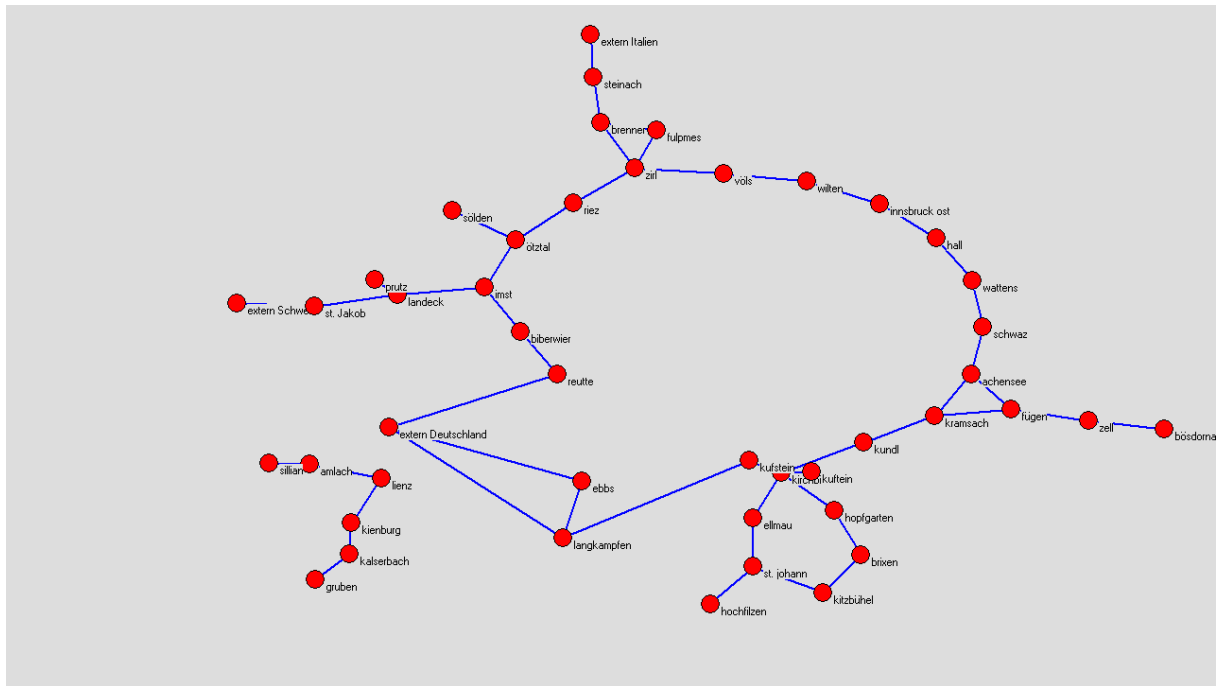 extern Italien
steinach
brenner
fulpmes
zirl
völs
wilten
riez
innsbruck ost
sölden
hall
ötztal
wattens
prutz
imst
landeck
st. Jakob
biberwier
schwaz
reutte
achensee
fügen
kramsach
zell
extern Deutschland
bösdorna
kundl
sillian
amlach
kufstein
kuftein
lienz
ebbs
hopfgarten
ellmau
kienburg
langkampfen
kalserbach
brixen
st. johann
gruben
kitzbühel
hochfilzen